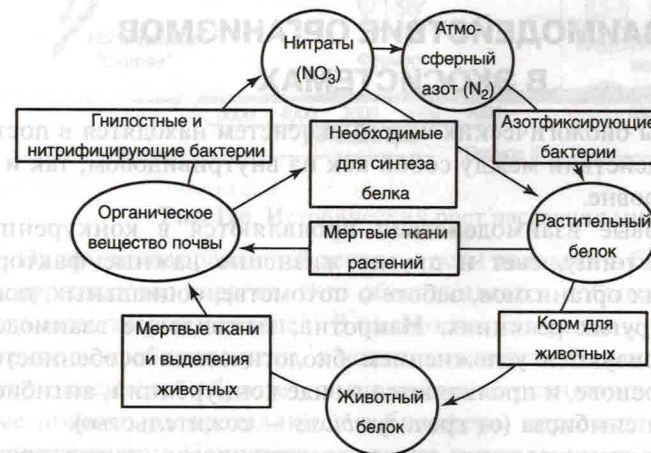 Нитраты
(NO3)
Атмо-
сферный
азот (N2)
Гнилостные и
нитрифицирующие бактерии
Необходимы
для синтеза
белка
Азотфиксирующие
бактерии
Органическое
вещество почвы
Мертвые ткани
растений
Растительный
белок
Мертвые ткани
и выделения
животных
Корм для
животных
Животный
белок